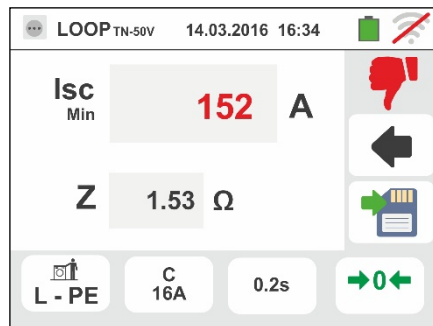 LOOP TN-50V 14.03.2016 16:34
Isc
Min
152 A
Z 1.53 Ω
L - PE
C
16A
0.2s
0